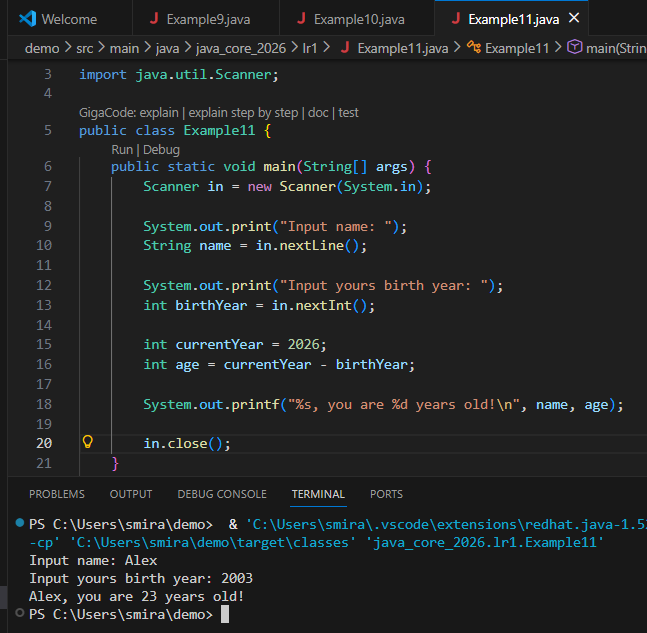 Welcome
J Example9.java
J Example10.java
J Example11.java ×
demo > src > main > java > java_core_2026 > lr1 > J Example11.java > Example11 > main(Strin
3 import java.util.Scanner;
4
GigaCode: explain | explain step by step | doc | test
5 public class Example11 {
Run | Debug
6 public static void main(String[] args) {
7 Scanner in = new Scanner(System.in);
8
9 System.out.print("Input name: ");
10 String name = in.nextLine();
11
12 System.out.print("Input yours birth year: ");
13 int birthYear = in.nextInt();
14
15 int currentYear = 2026;
16 int age = currentYear - birthYear;
17
18 System.out.printf("%s, you are %d years old!\n", name, age);
19
20 in.close();
21 }
PROBLEMS OUTPUT DEBUG CONSOLE TERMINAL PORTS
PS C:\Users\smira\demo> & 'C:\Users\smira\.vscode\extensions\redhat.java-1.5
-cp' 'C:\Users\smira\demo\target\classes' 'java_core_2026.lr1.Example11'
Input name: Alex
Input yours birth year: 2003
Alex, you are 23 years old!
PS C:\Users\smira\demo>